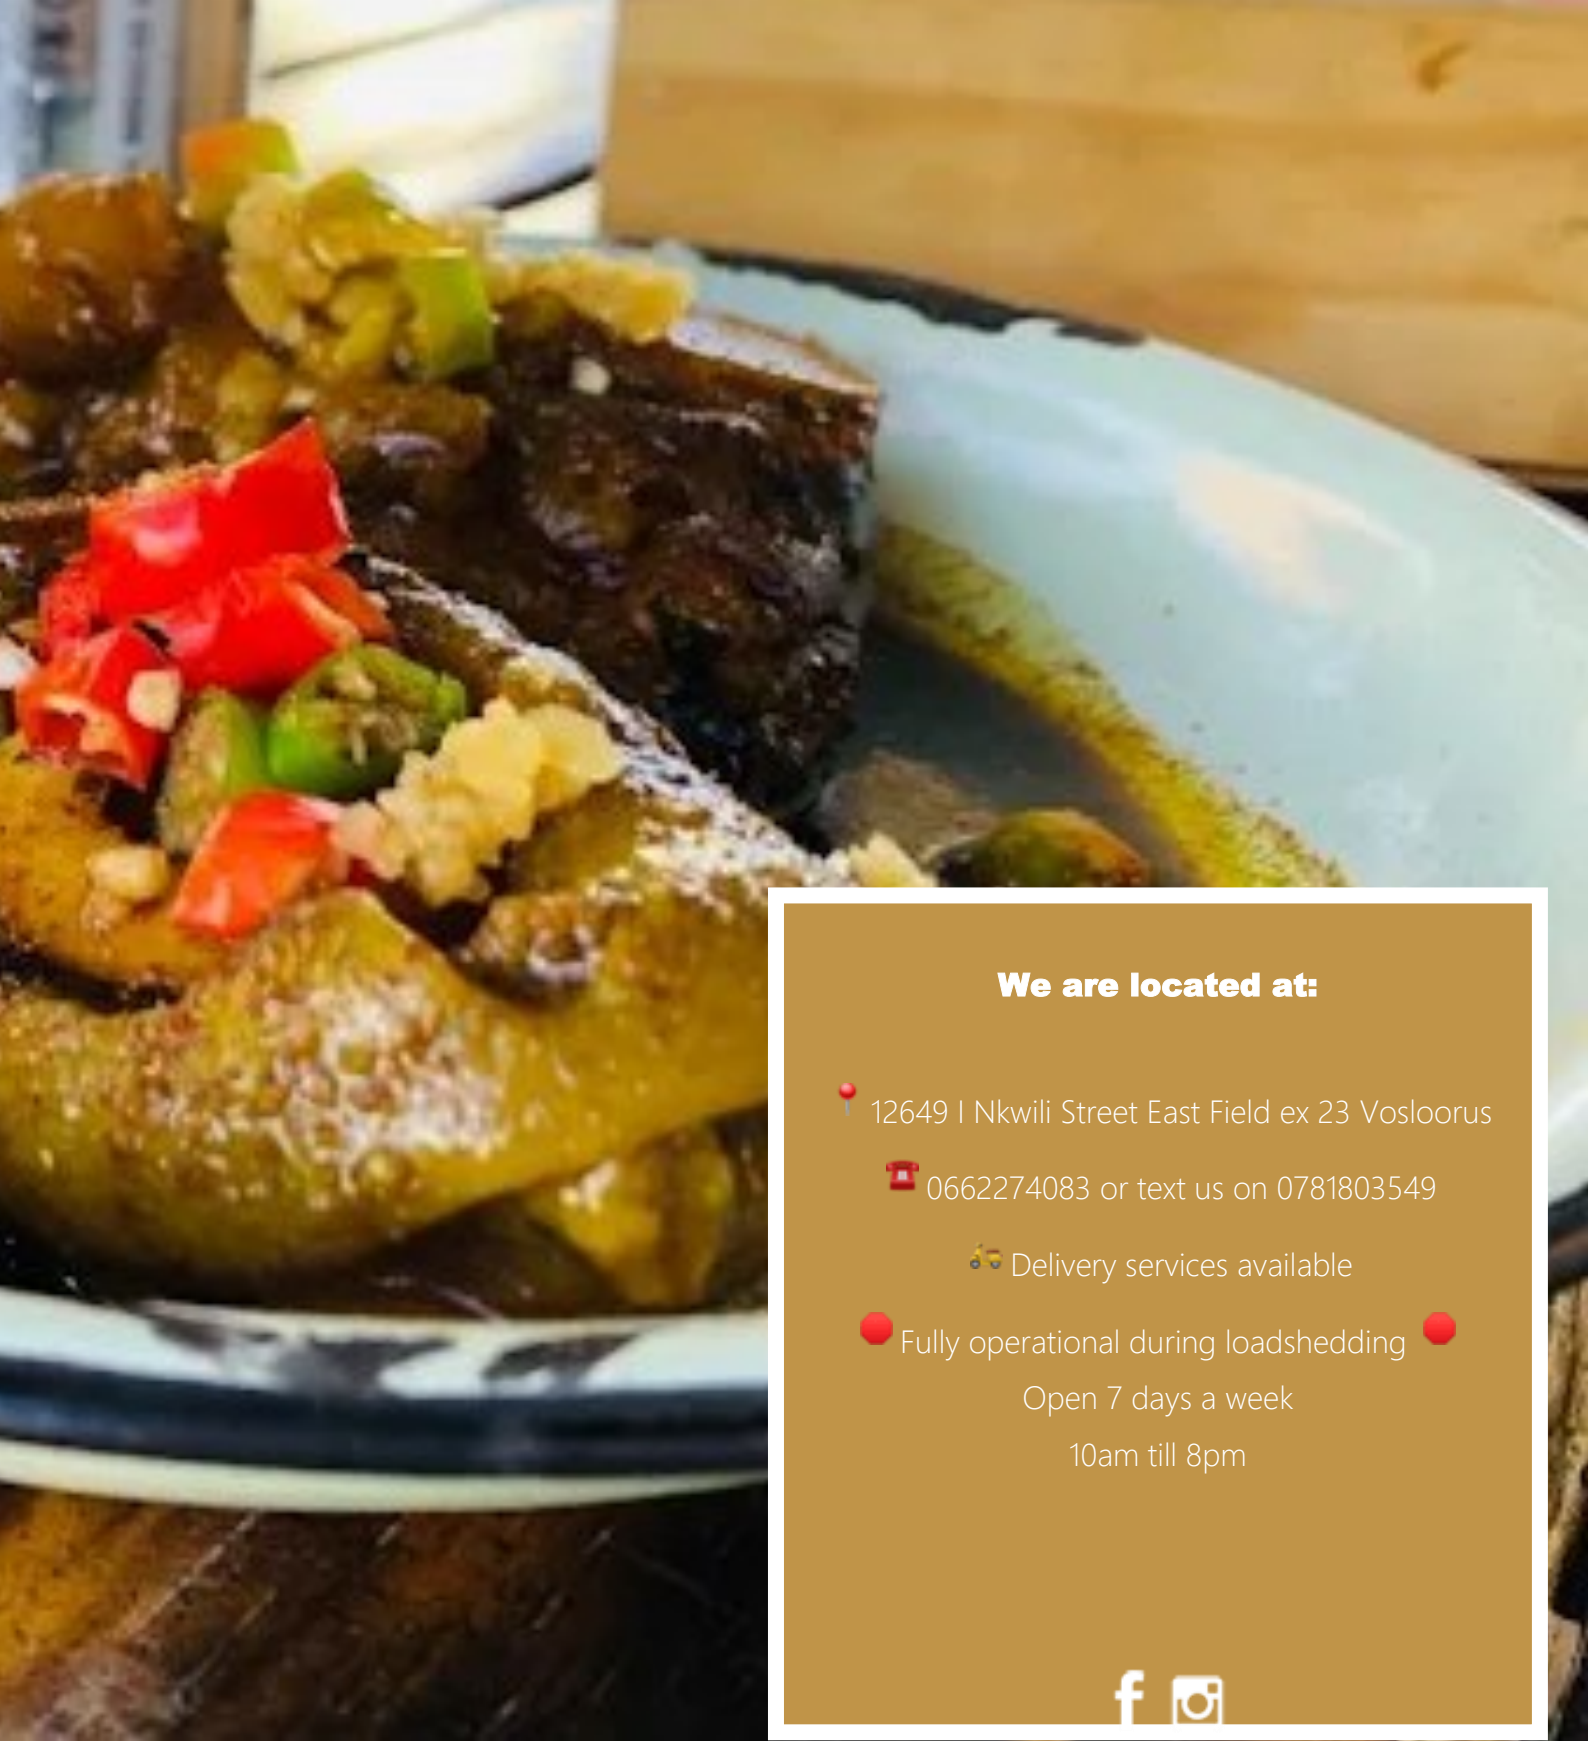 We are located at:
📍 12649 I Nkwili Street East Field ex 23 Vosloorus
☎️ 0662274083 or text us on 0781803549
🛵 Delivery services available
🛑 Fully operational during loadshedding 🛑
Open 7 days a week
10am till 8pm